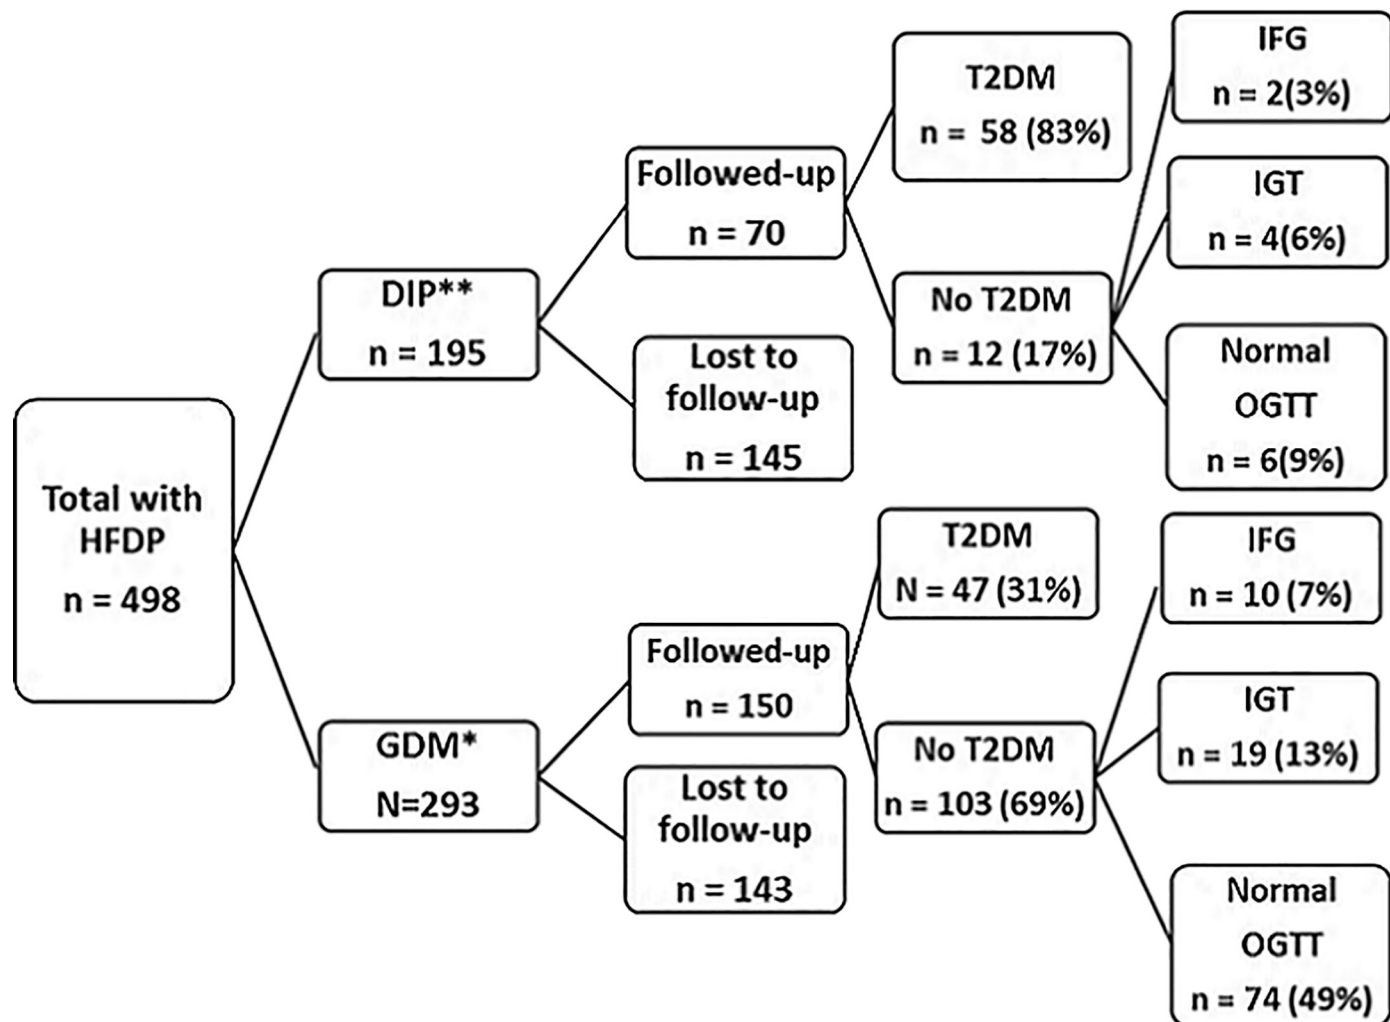 Total with
HFDP
n = 498
DIP**
n = 195
Followed-up
n = 70
T2DM
n =  58 (83%)
No T2DM
n = 12 (17%)
IFG
n = 2(3%)
IGT
n = 4(6%)
Normal
OGTT
n = 6(9%)
Lost to
follow-up
n = 145
GDM*
N=293
Followed-up
n = 150
T2DM
N = 47 (31%)
No T2DM
n = 103 (69%)
IFG
n = 10 (7%)
IGT
n = 19 (13%)
Normal
OGTT
n = 74 (49%)
Lost to
follow-up
n = 143